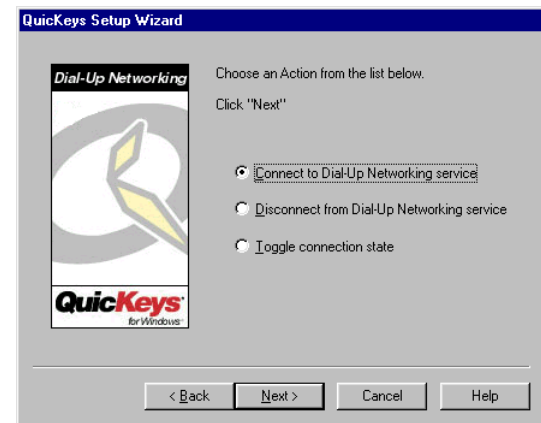 QuicKeys Setup Wizard
Dial-Up Networking
Choose an Action from the list below.
Click "Next"
Connect to Dial-Up Networking service
Disconnect from Dial-Up Networking service
Toggle connection state
QuicKeys
for Windows
< Back
Next >
Cancel
Help